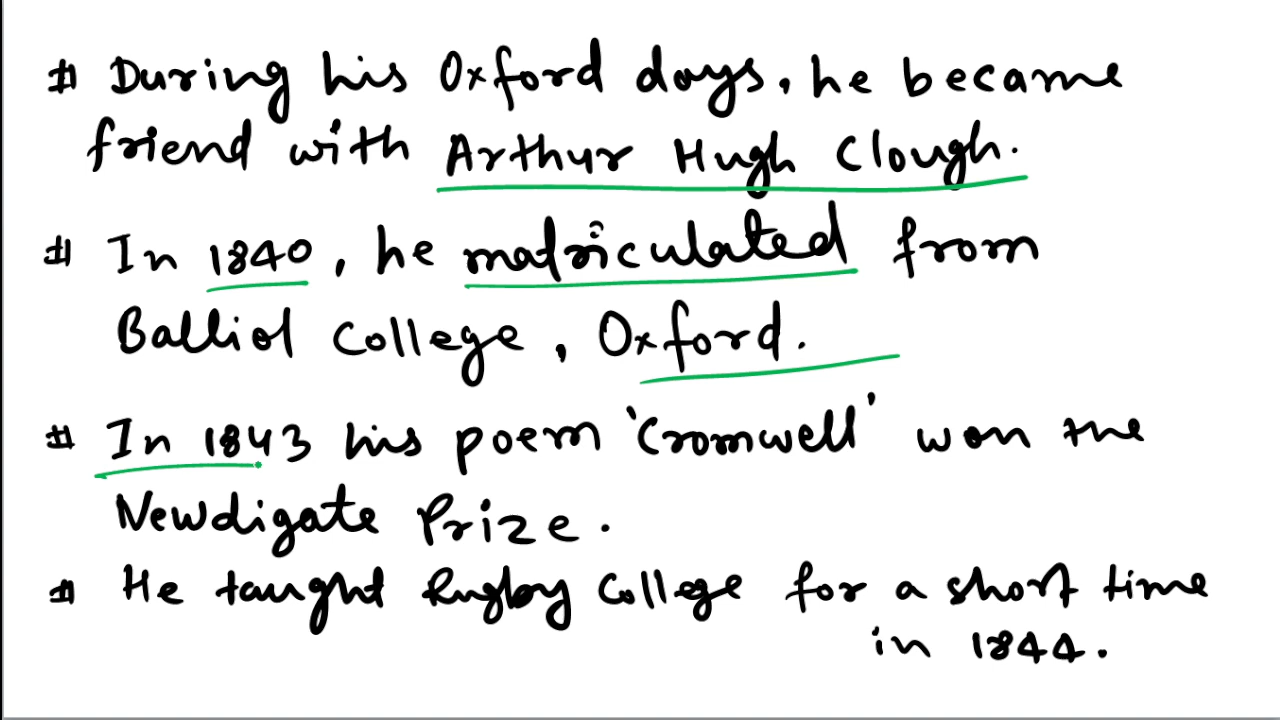 # During his Oxford days, he became
friend with Arthur Hugh Clough.
# In 1840, he matriculated from
Balliol College, Oxford.
# In 1843 his poem 'Cromwell' won the
Newdigate Prize.
# He taught Rugby College for a short time
in 1844.